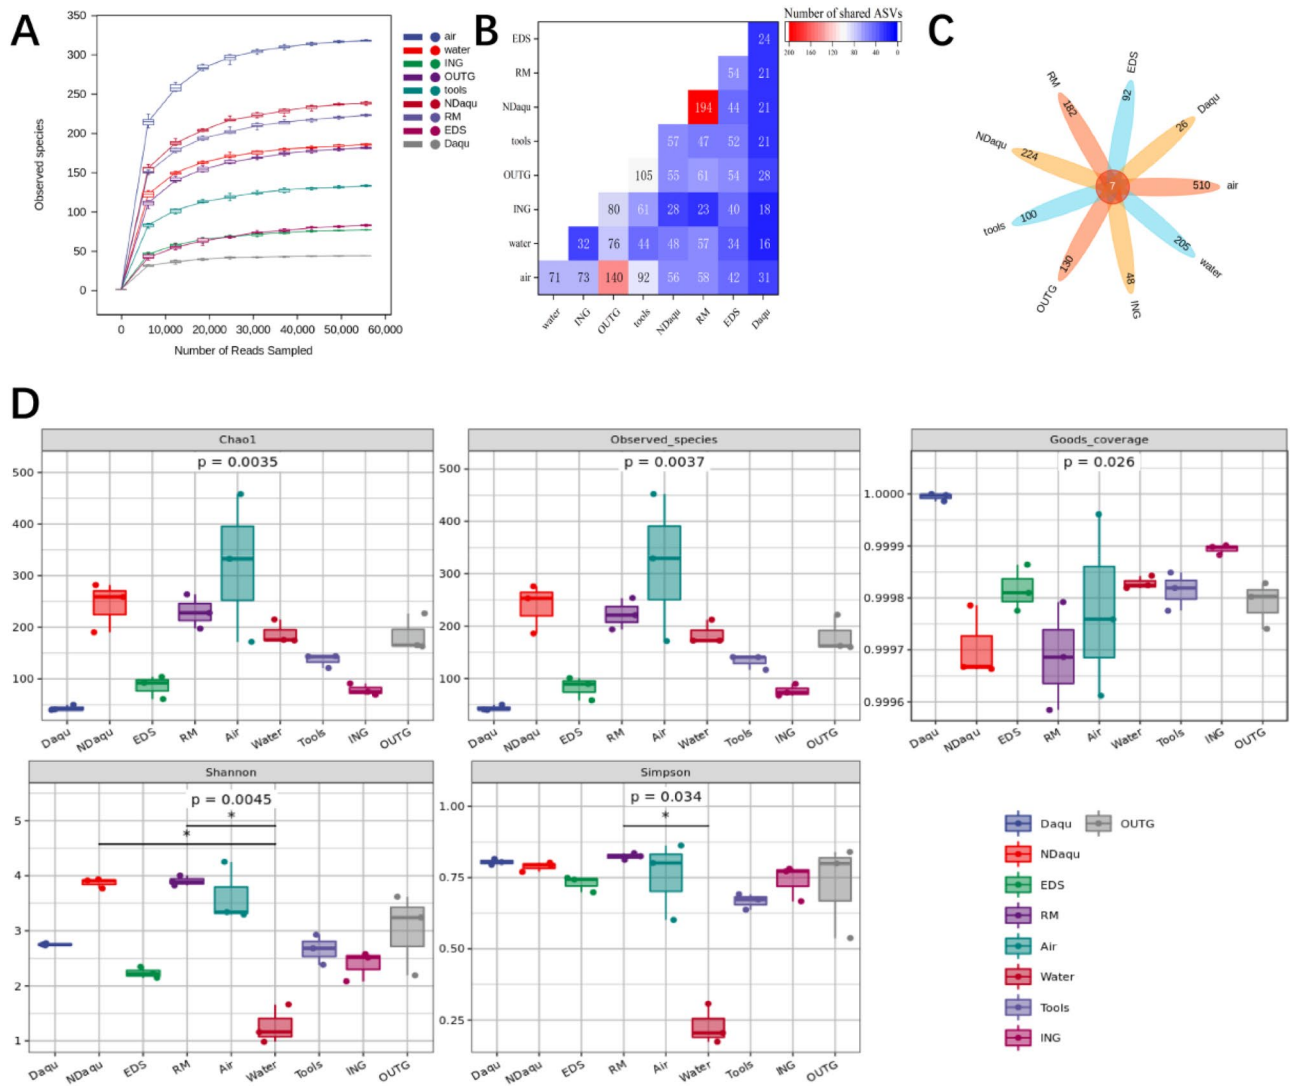 A
350
300
250
200
150
100
50
0
Observed species
0 10,000 20,000 30,000 40,000 50,000 60,000
Number of Reads Sampled
air
water
ING
OUTG
tools
NDaqu
RM
EDS
Daqu
B
Number of shared ASVs
200 160 120 80 40 0
EDS 24
RM 54 21
NDaqu 194 44 21
tools 57 47 52 21
OUTG 105 55 61 54 28
ING 80 61 28 23 40 18
water 32 76 44 48 57 34 16
air 71 73 140 92 56 58 42 31
water ING OUTG tools NDaqu RM EDS Daqu
C
EDS 92
Daqu 26
air 510
water 205
ING 48
OUTG 130
tools 100
NDaqu 224
RM 182
7
D
Chao1
p = 0.0035
500
400
300
200
100
Daqu NDaqu EDS RM Air Water Tools ING OUTG
Observed_species
p = 0.0037
500
400
300
200
100
Daqu NDaqu EDS RM Air Water Tools ING OUTG
Goods_coverage
p = 0.026
1.0000
0.9999
0.9998
0.9997
0.9996
Daqu NDaqu EDS RM Air Water Tools ING OUTG
Shannon
p = 0.0045
*
*
5
4
3
2
1
Daqu NDaqu EDS RM Air Water Tools ING OUTG
Simpson
p = 0.034
*
1.00
0.75
0.50
0.25
Daqu NDaqu EDS RM Air Water Tools ING OUTG
Daqu OUTG
NDaqu
EDS
RM
Air
Water
Tools
ING